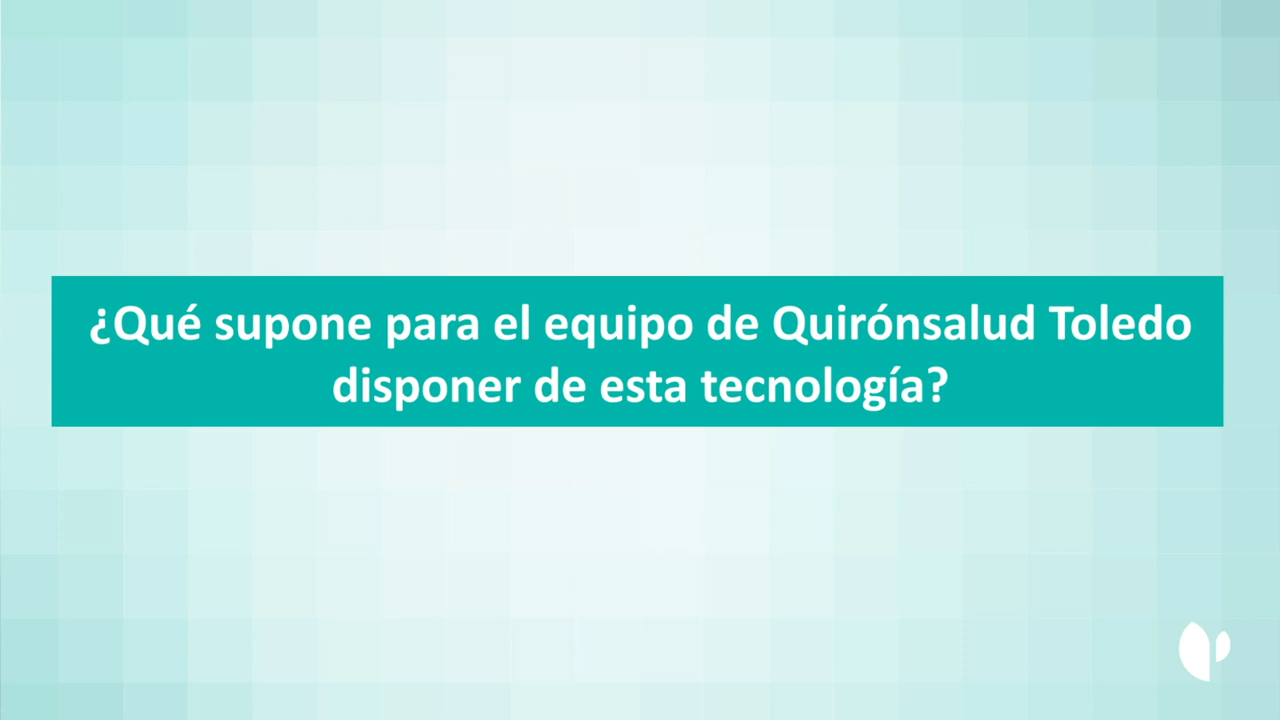 ¿Qué supone para el equipo de Quirónsalud Toledo
disponer de esta tecnología?